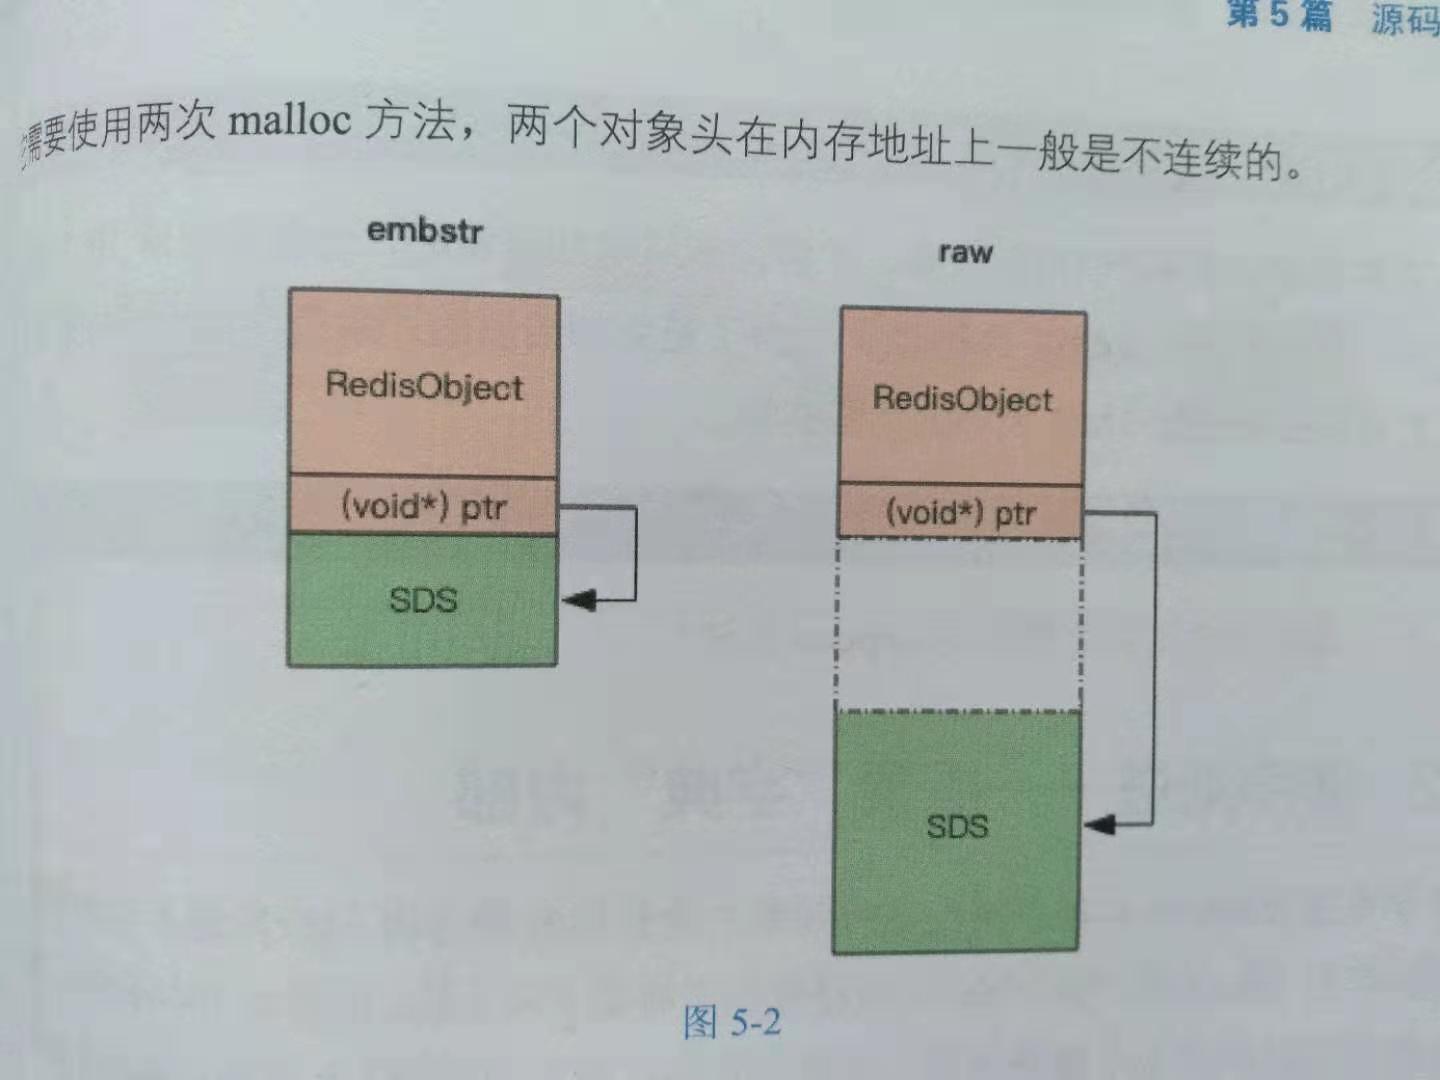 第 5 篇 源码
需要使用两次 malloc 方法，两个对象头在内存地址上一般是不连续的。
embstr
raw
RedisObject
RedisObject
(void*) ptr
(void*) ptr
SDS
SDS
图 5-2